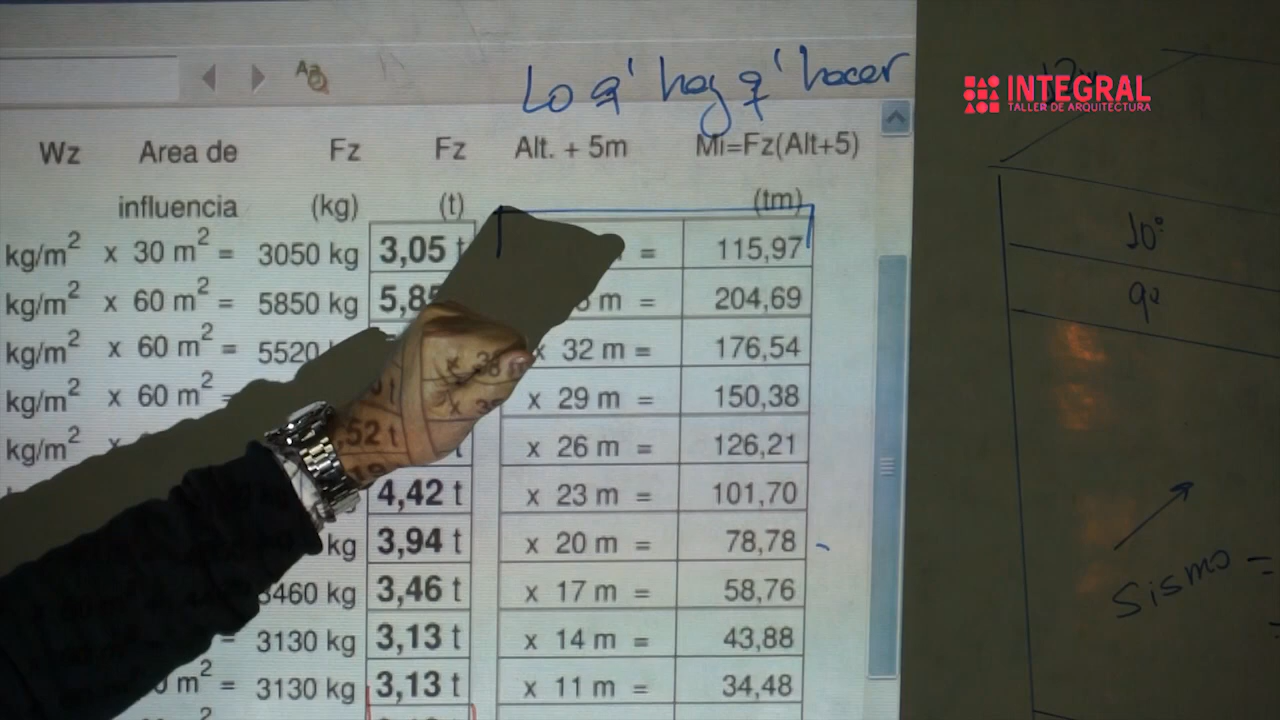 Lo q' hay q' hacer
INTEGRAL
TALLER DE ARQUITECTURA
Wz Area de Fz Fz Alt. + 5m Mi=Fz(Alt+5)
influencia (kg) (t) (tm)
kg/m² x 30 m² = 3050 kg 3,05 t = 115,97
kg/m² x 60 m² = 5850 kg m = 204,69
kg/m² x 60 m² = 5520 x 32 m = 176,54
kg/m² x 60 m² x 29 m = 150,38
kg/m² x x 26 m = 126,21
4,42 t x 23 m = 101,70
kg 3,94 t x 20 m = 78,78
3460 kg 3,46 t x 17 m = 58,76
= 3130 kg 3,13 t x 14 m = 43,88
m² = 3130 kg 3,13 t x 11 m = 34,48
10°
9°
Sismo =